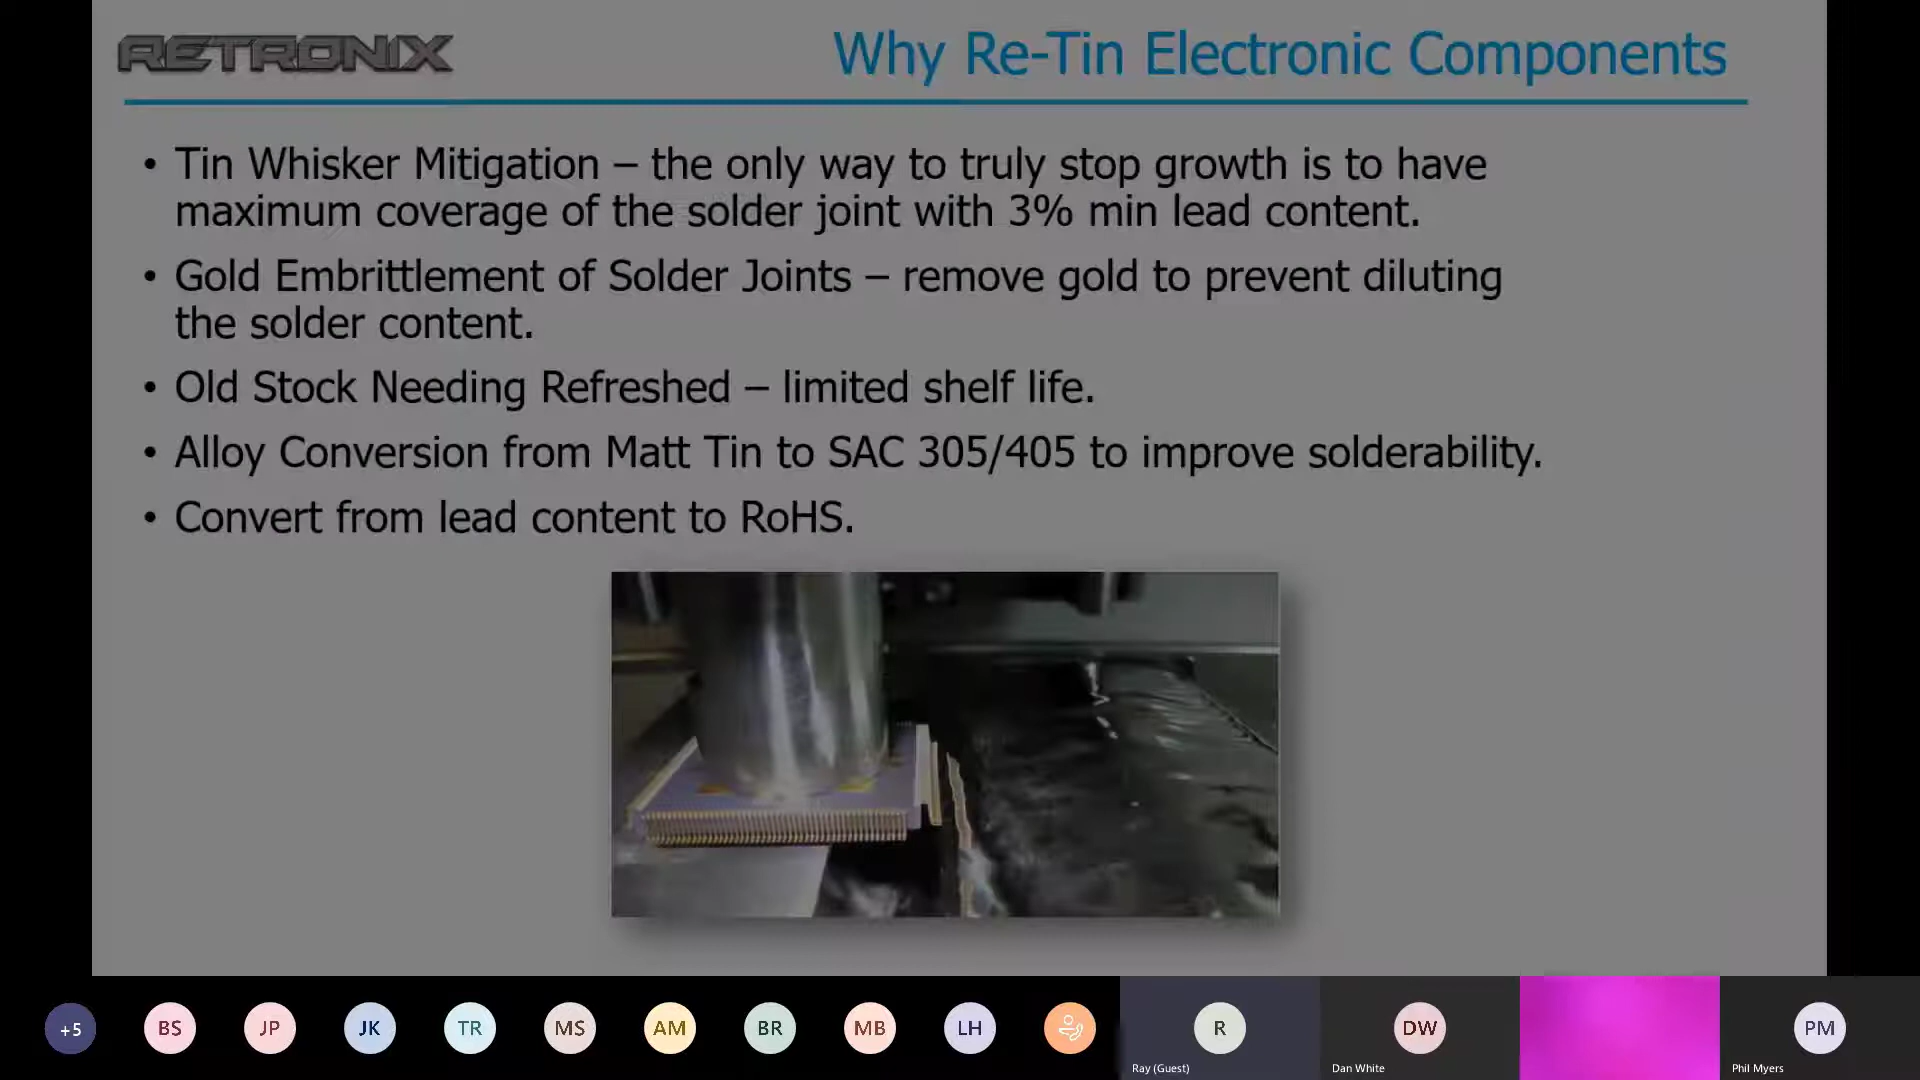 RETRONIX
Why Re-Tin Electronic Components
• Tin Whisker Mitigation – the only way to truly stop growth is to have
maximum coverage of the solder joint with 3% min lead content.
• Gold Embrittlement of Solder Joints – remove gold to prevent diluting
the solder content.
• Old Stock Needing Refreshed – limited shelf life.
• Alloy Conversion from Matt Tin to SAC 305/405 to improve solderability.
• Convert from lead content to RoHS.
+5
BS
JP
JK
TR
MS
AM
BR
MB
LH
R
DW
PM
Ray (Guest)
Dan White
Phil Myers